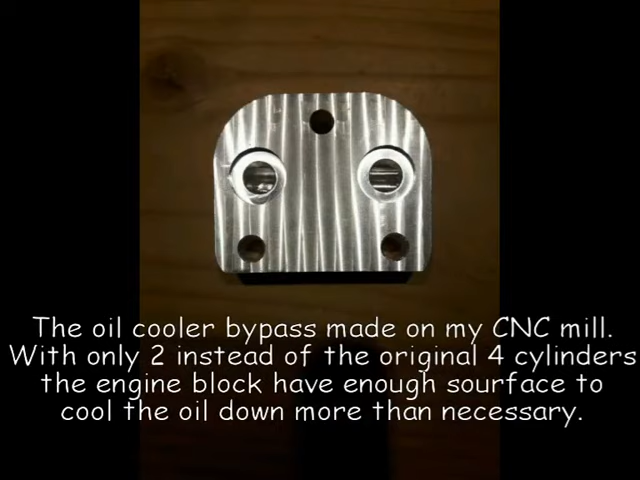 The oil cooler bypass made on my CNC mill.
With only 2 instead of the original 4 cylinders
the engine block have enough sourface to
cool the oil down more than necessary.